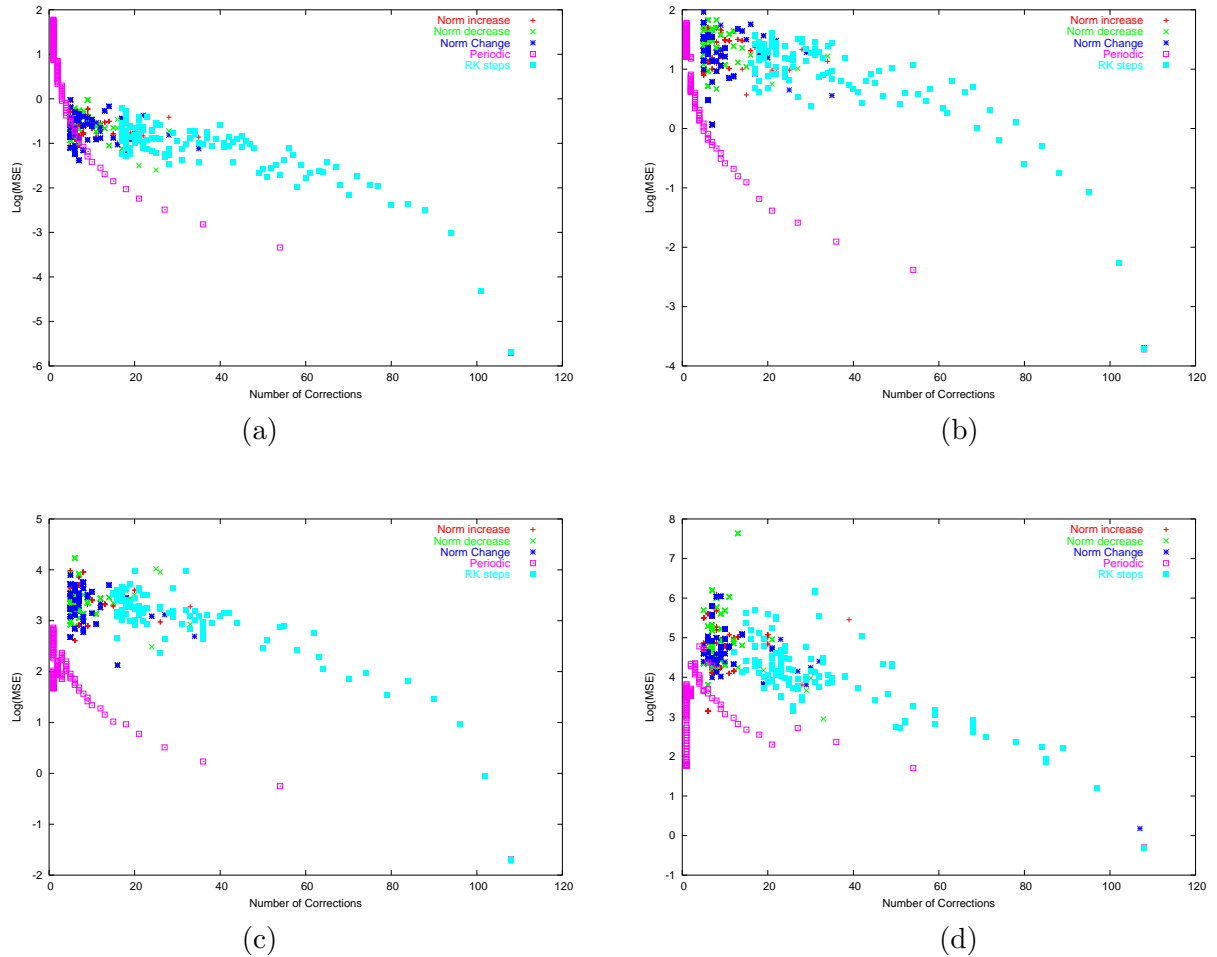 2
1
0
-1
-2
-3
-4
-5
-6
Log(MSE)
0 20 40 60 80 100 120
Number of Corrections
Norm increase
Norm decrease
Norm Change
Periodic
RK steps
(a)
2
1
0
-1
-2
-3
-4
Log(MSE)
0 20 40 60 80 100 120
Number of Corrections
Norm increase
Norm decrease
Norm Change
Periodic
RK steps
(b)
5
4
3
2
1
0
-1
-2
Log(MSE)
0 20 40 60 80 100 120
Number of Corrections
Norm increase
Norm decrease
Norm Change
Periodic
RK steps
(c)
8
7
6
5
4
3
2
1
0
-1
Log(MSE)
0 20 40 60 80 100 120
Number of Corrections
Norm increase
Norm decrease
Norm Change
Periodic
RK steps
(d)